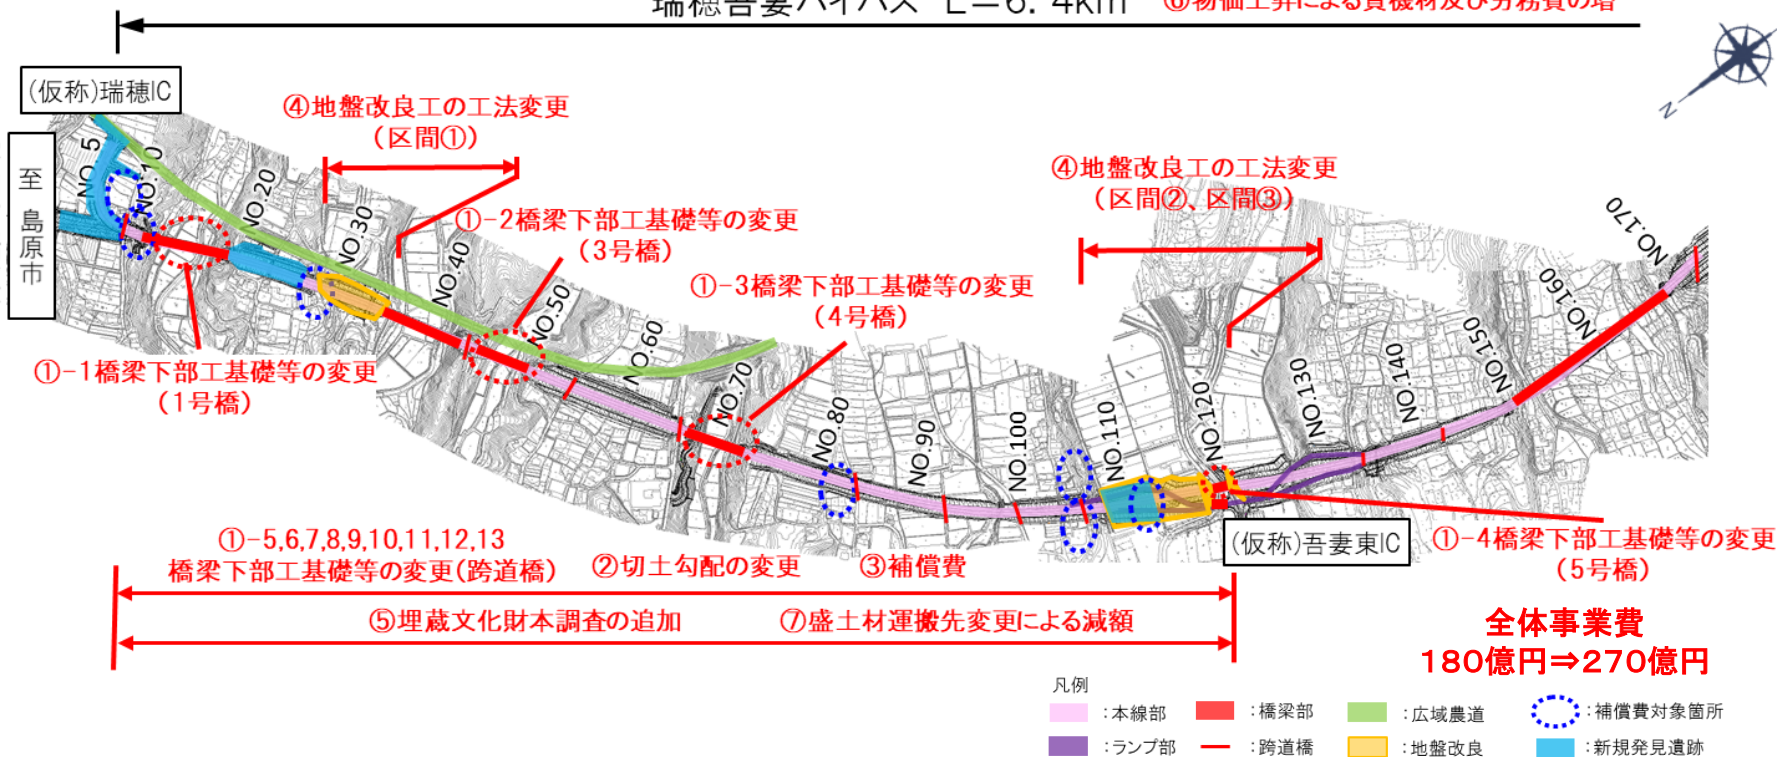 瑞穂吾妻バイパス L=6.4km
⑥物価上昇による資機材及び労務費の増
(仮称)瑞穂IC
至 島原市
④地盤改良工の工法変更
(区間①)
④地盤改良工の工法変更
(区間②、区間③)
N
NO.5
NO.10
NO.20
NO.30
NO.40
NO.50
NO.60
NO.70
NO.80
NO.90
NO.100
NO.110
NO.120
NO.130
NO.140
NO.150
NO.160
NO.170
①-2橋梁下部工基礎等の変更
(3号橋)
①-3橋梁下部工基礎等の変更
(4号橋)
①-1橋梁下部工基礎等の変更
(1号橋)
①-5,6,7,8,9,10,11,12,13
橋梁下部工基礎等の変更(跨道橋)
②切土勾配の変更
③補償費
(仮称)吾妻東IC
①-4橋梁下部工基礎等の変更
(5号橋)
⑤埋蔵文化財本調査の追加
⑦盛土材運搬先変更による減額
全体事業費
180億円⇒270億円
凡例
:本線部
:橋梁部
:広域農道
:補償費対象箇所
:ランプ部
:跨道橋
:地盤改良
:新規発見遺跡